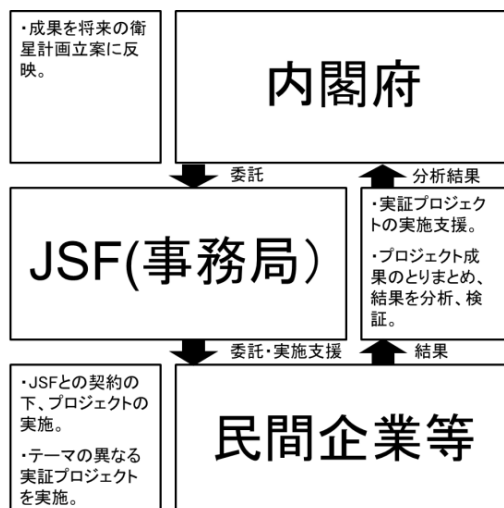 ・成果を将来の衛
星計画立案に反
映。
内閣府
委託
分析結果
JSF(事務局）
・実証プロジェク
トの実施支援。
・プロジェクト成
果のとりまとめ、
結果を分析、検
証。
委託・実施支援
結果
・JSFとの契約の
下、プロジェクトの
実施。
・テーマの異なる
実証プロジェクト
を実施。
民間企業等